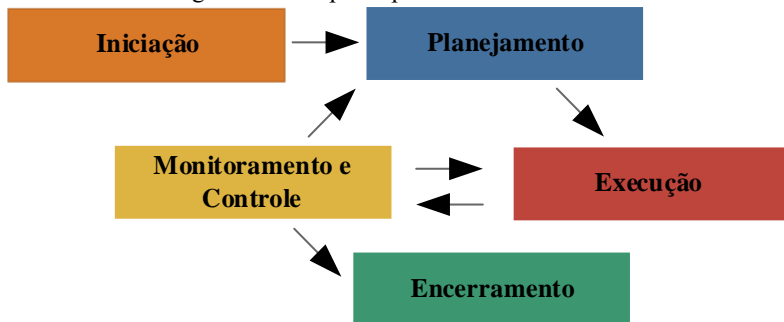 Iniciação
Planejamento
Monitoramento e
Controle
Execução
Encerramento